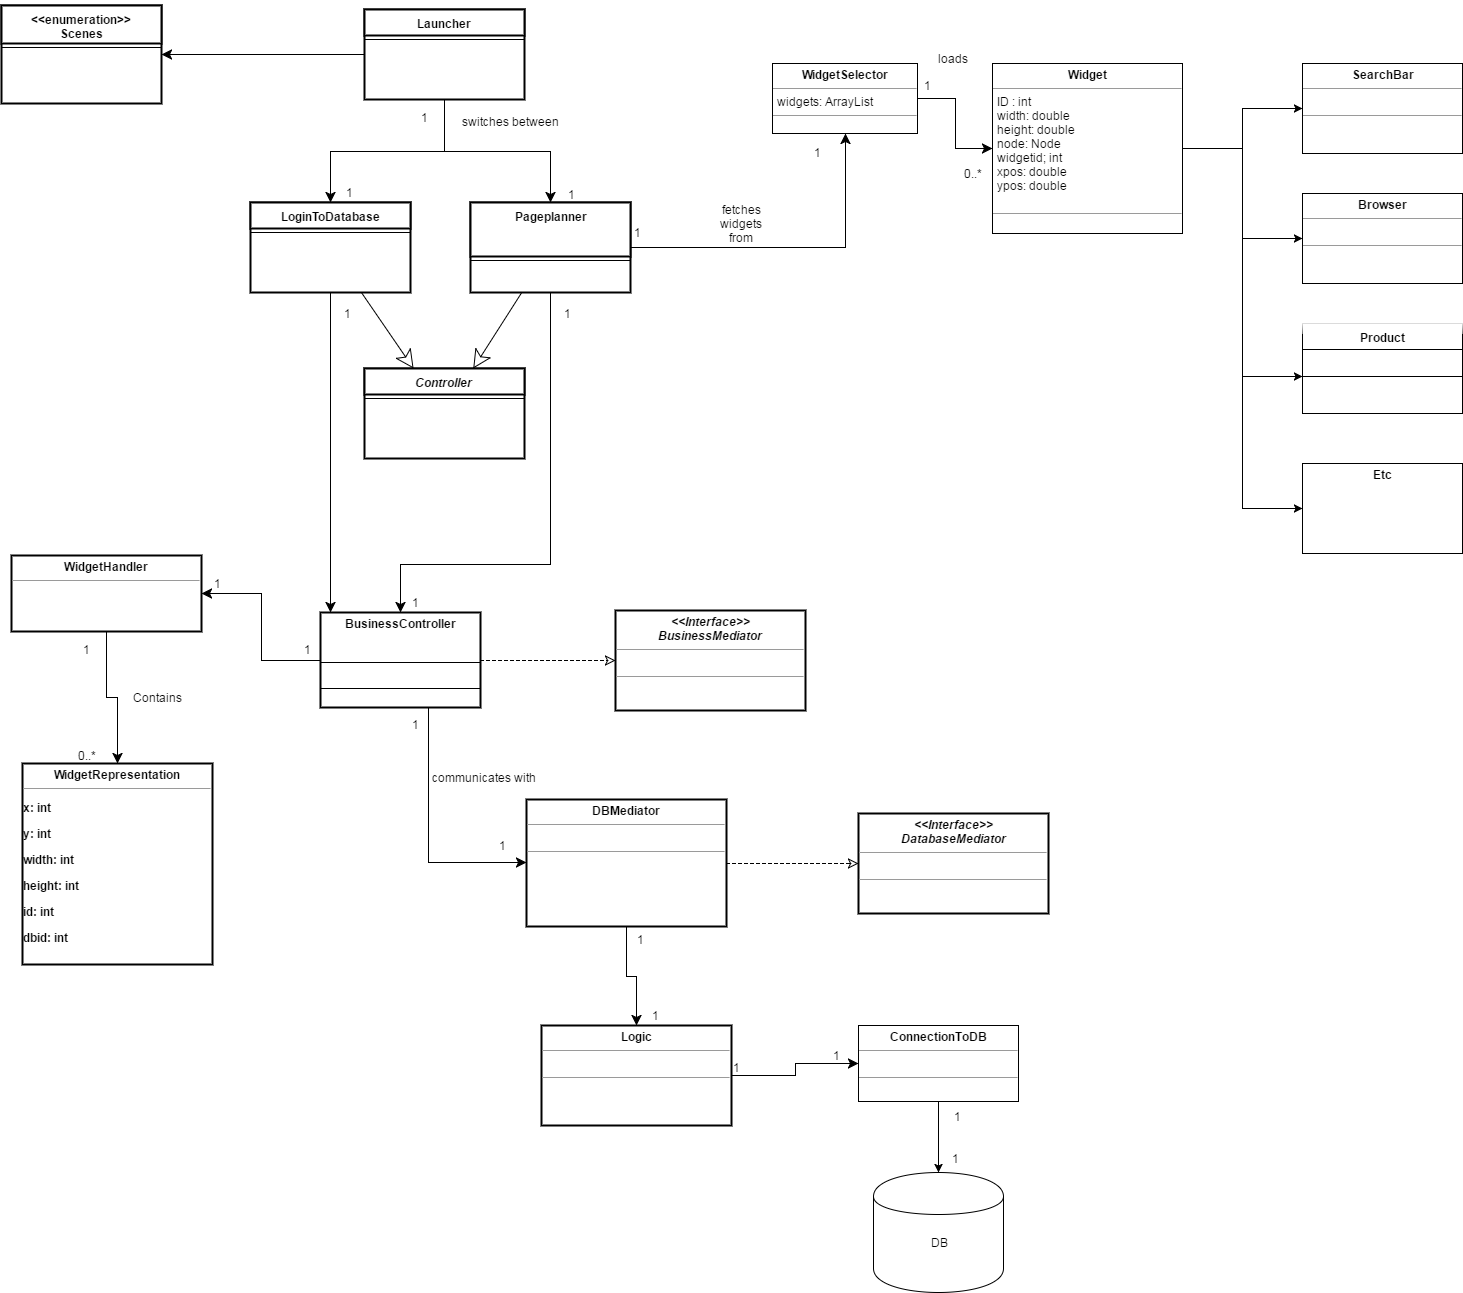 <<enumeration>>
Scenes
Launcher
1
switches between
1
1
LoginToDatabase
Pageplanner
1
fetches
widgets
from
1
WidgetSelector
widgets: ArrayList
loads
1
0..*
Widget
ID : int
width: double
height: double
node: Node
widgetid; int
xpos: double
ypos: double
SearchBar
Browser
Product
Etc
1
1
Controller
WidgetHandler
1
1
1
BusinessController
<<Interface>>
BusinessMediator
1
Contains
0..*
WidgetRepresentation
x: int
y: int
width: int
height: int
id: int
dbid: int
1
communicates with
1
DBMediator
<<Interface>>
DatabaseMediator
1
1
Logic
1
1
ConnectionToDB
1
1
DB